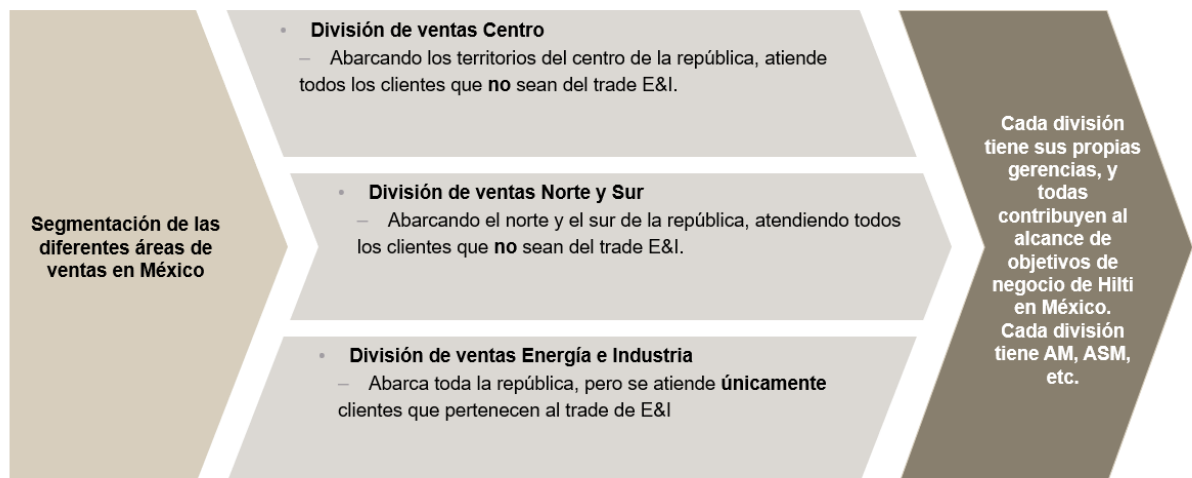 Segmentación de las
diferentes áreas de
ventas en México
• División de ventas Centro
– Abarcando los territorios del centro de la república, atiende
todos los clientes que no sean del trade E&I.
• División de ventas Norte y Sur
– Abarcando el norte y el sur de la república, atendiendo todos
los clientes que no sean del trade E&I.
• División de ventas Energía e Industria
– Abarca toda la república, pero se atiende únicamente
clientes que pertenecen al trade de E&I
Cada división
tiene sus propias
gerencias, y
todas
contribuyen al
alcance de
objetivos de
negocio de Hilti
en México.
Cada división
tiene AM, ASM,
etc.